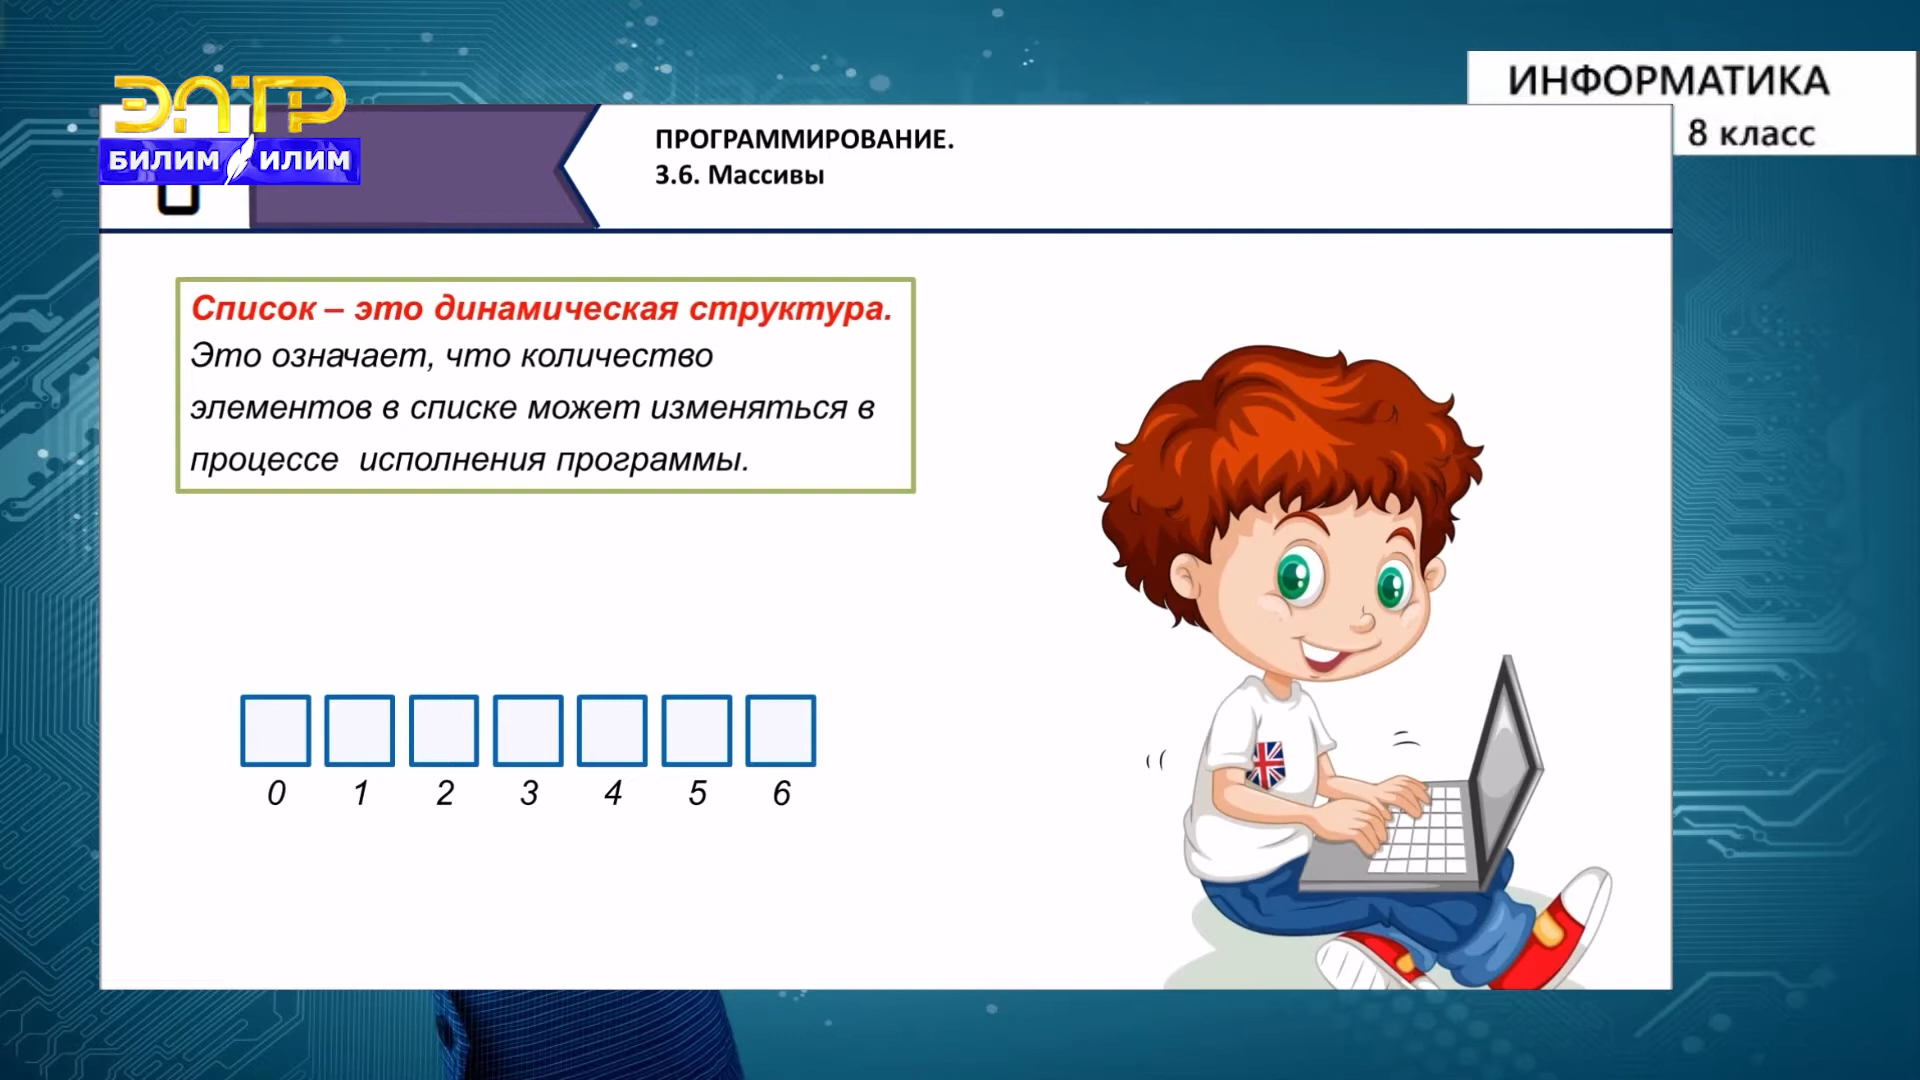 ЭЛТР
БИЛИМ ИЛИМ
ИНФОРМАТИКА
8 класс
ПРОГРАММИРОВАНИЕ.
3.6. Массивы
Список – это динамическая структура.
Это означает, что количество
элементов в списке может изменяться в
процессе исполнения программы.
0 1 2 3 4 5 6